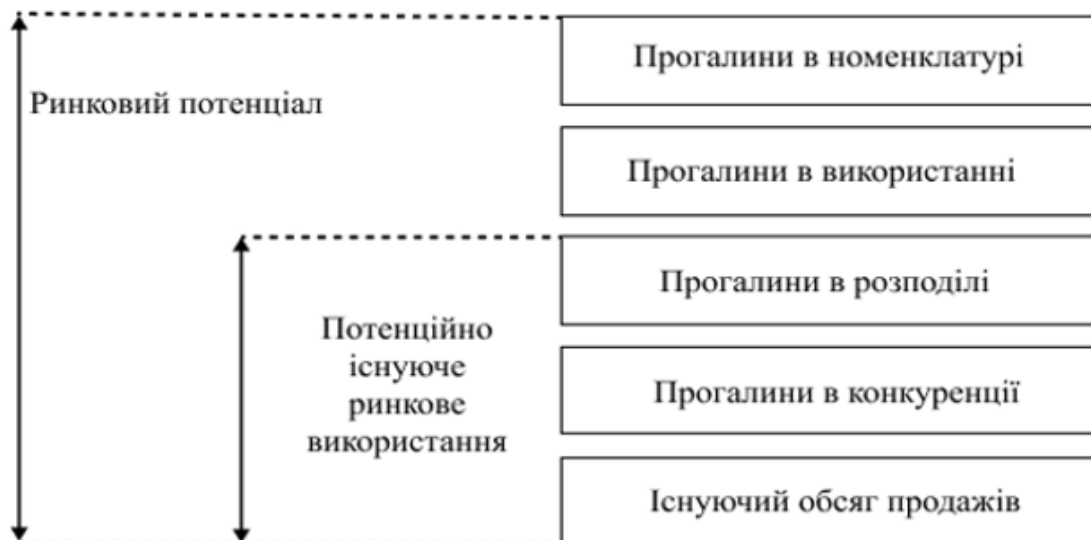 Прогалини в номенклатурі
Ринковий потенціал
Прогалини в використанні
Прогалини в розподілі
Потенційно
існуюче
ринкове
використання
Прогалини в конкуренції
Існуючий обсяг продажів